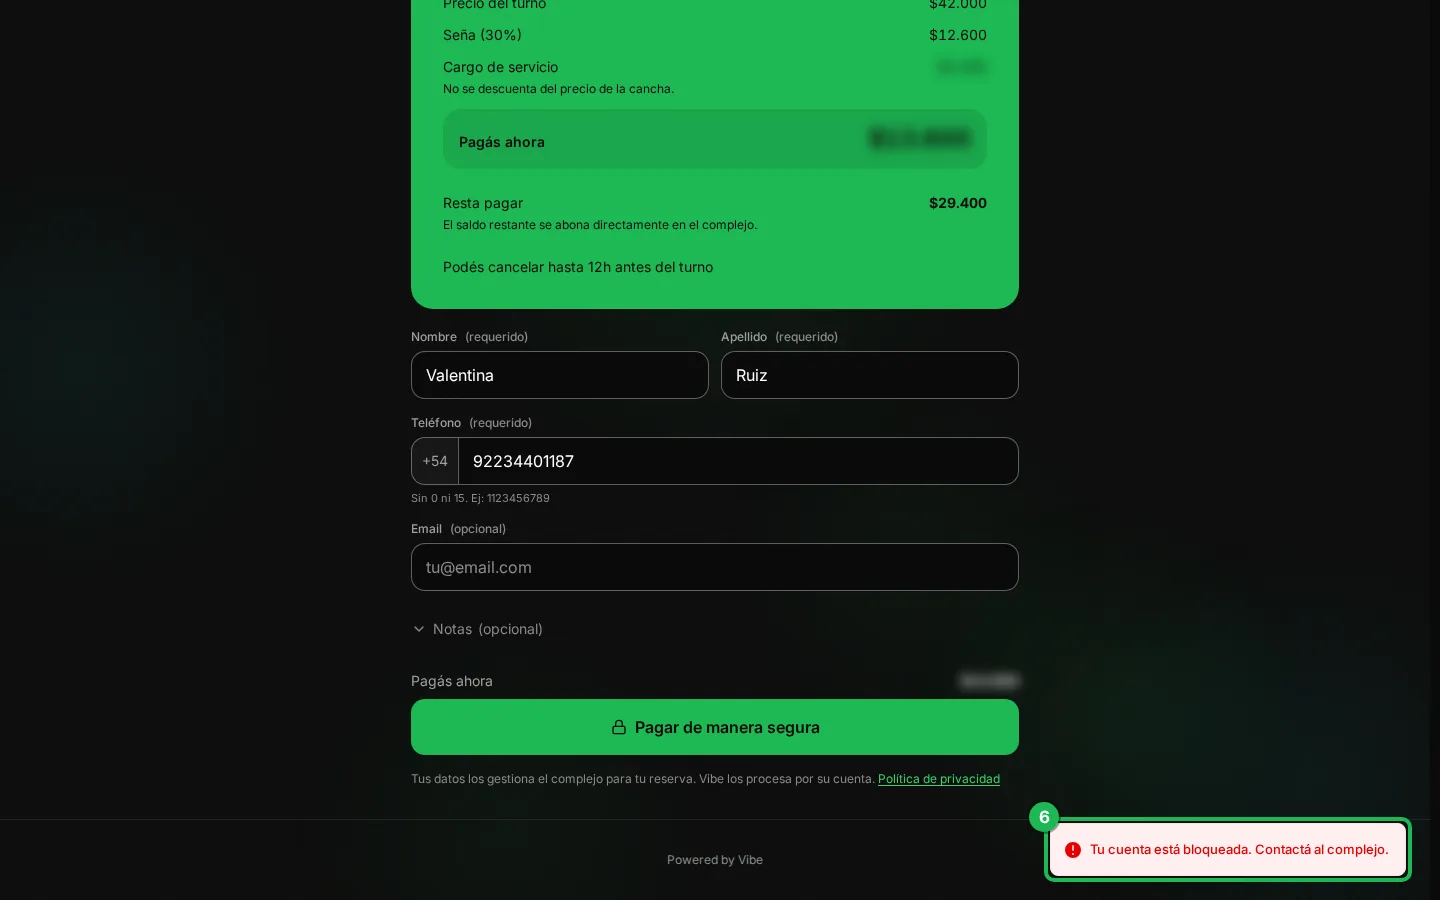 Precio del turno $42.000
Seña (30%) $12.600
Cargo de servicio
No se descuenta del precio de la cancha.
Pagás ahora
Resta pagar $29.400
El saldo restante se abona directamente en el complejo.
Podés cancelar hasta 12h antes del turno
Nombre (requerido) Apellido (requerido)
Valentina Ruiz
Teléfono (requerido)
+54 92234401187
Sin 0 ni 15. Ej: 1123456789
Email (opcional)
tu@email.com
Notas (opcional)
Pagás ahora
Pagar de manera segura
Tus datos los gestiona el complejo para tu reserva. Vibe los procesa por su cuenta. Política de privacidad
6
Tu cuenta está bloqueada. Contactá al complejo.
Powered by Vibe